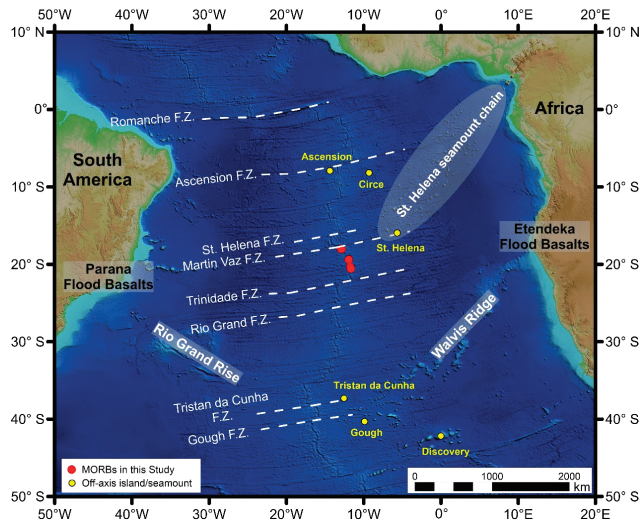 50° W 40° W 30° W 20° W 10° W 0° 10° E 20° E
10° N 10° N
Romanche F.Z.
0° 0°
Africa
St. Helena seamount chain
South
America
Ascension
Ascension F.Z.
Circe
10° S 10° S
St. Helena F.Z.
St. Helena
Martin Vaz F.Z.
Etendeka
Flood Basalts
Parana
Flood Basalts
20° S 20° S
Trinidade F.Z.
Rio Grand F.Z.
Rio Grand Rise
Walvis Ridge
30° S 30° S
Tristan da Cunha
F.Z.
Tristan da Cunha
Gough F.Z.
Gough
40° S 40° S
Discovery
MORBs in this Study
Off-axis island/seamount
0 1000 2000
km
50° S 50° S
50°W 40°W 30°W 20°W 10°W 0°W 10°E 20°E